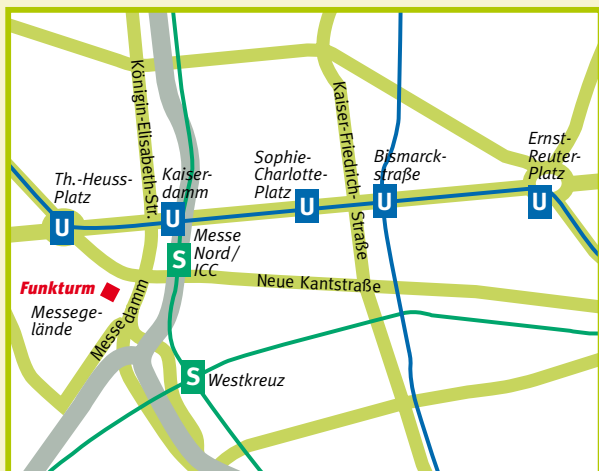 Königin-Elisabeth-Str.
Kaiser-Friedrich-
Straße
Th.-Heuss-
Platz
Kaiser-
damm
Sophie-
Charlotte-
Platz
Bismarck-
straße
Ernst-
Reuter-
Platz
U
U
U
U
U
S
Messe
Nord/
ICC
Neue Kantstraße
Funkturm
Messege-
lände
Messedamm
S
Westkreuz